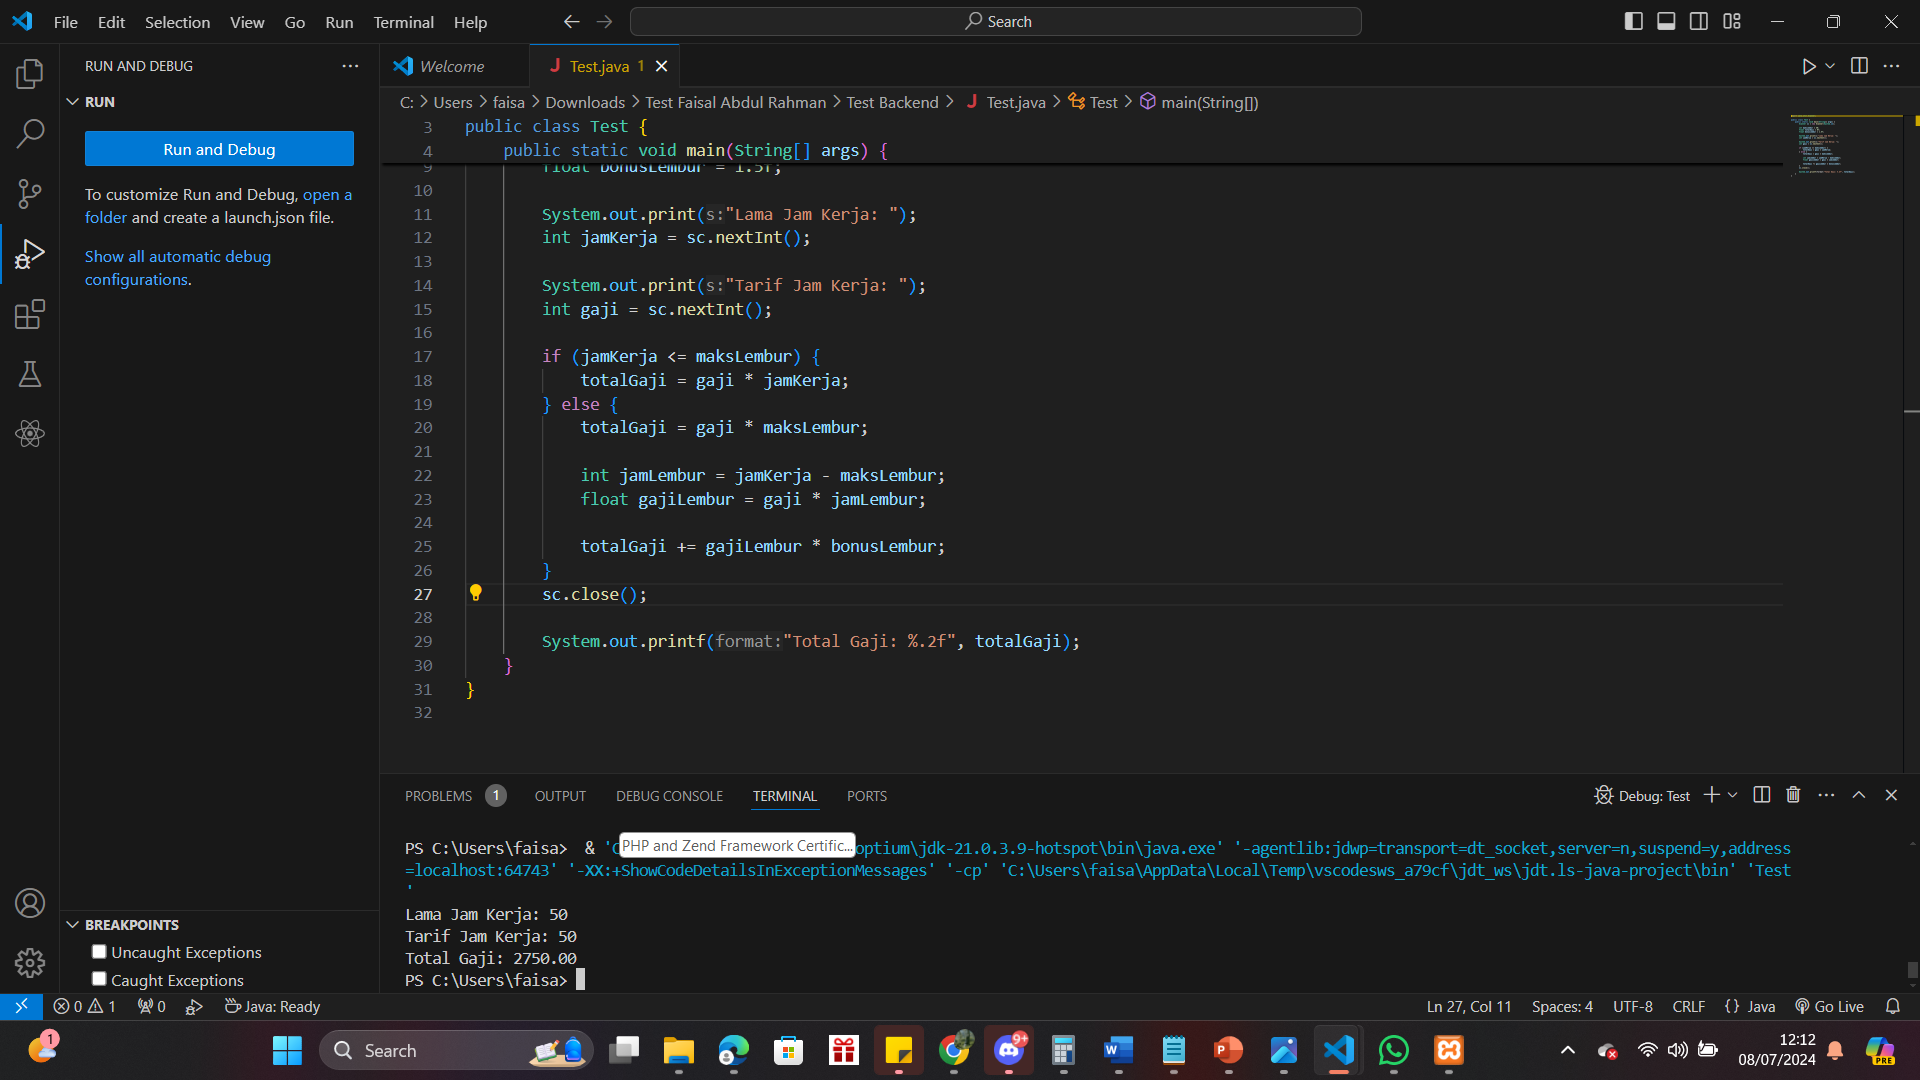 File Edit Selection View Go Run Terminal Help
Search
RUN AND DEBUG
Welcome
J Test.java 1
RUN
C: > Users > faisa > Downloads > Test Faisal Abdul Rahman > Test Backend > J Test.java > Test > main(String[])
Run and Debug
To customize Run and Debug, open a
folder and create a launch.json file.
Show all automatic debug
configurations.
3 public class Test {
4 public static void main(String[] args) {
9 float bonusLembur = 1.5f;
10
11 System.out.print(s:"Lama Jam Kerja: ");
12 int jamKerja = sc.nextInt();
13
14 System.out.print(s:"Tarif Jam Kerja: ");
15 int gaji = sc.nextInt();
16
17 if (jamKerja <= maksLembur) {
18 totalGaji = gaji * jamKerja;
19 } else {
20 totalGaji = gaji * maksLembur;
21
22 int jamLembur = jamKerja - maksLembur;
23 float gajiLembur = gaji * jamLembur;
24
25 totalGaji += gajiLembur * bonusLembur;
26 }
27 sc.close();
28
29 System.out.printf(format:"Total Gaji: %.2f", totalGaji);
30 }
31 }
32
PROBLEMS 1 OUTPUT DEBUG CONSOLE TERMINAL PORTS
Debug: Test
PS C:\Users\faisa> & 'C
PHP and Zend Framework Certific...
optium\jdk-21.0.3.9-hotspot\bin\java.exe' '-agentlib:jdwp=transport=dt_socket,server=n,suspend=y,address
=localhost:64743' '-XX:+ShowCodeDetailsInExceptionMessages' '-cp' 'C:\Users\faisa\AppData\Local\Temp\vscodesws_a79cf\jdt_ws\jdt.ls-java-project\bin' 'Test
'
Lama Jam Kerja: 50
Tarif Jam Kerja: 50
Total Gaji: 2750.00
PS C:\Users\faisa>
BREAKPOINTS
Uncaught Exceptions
Caught Exceptions
0 1 0 Java: Ready
Ln 27, Col 11 Spaces: 4 UTF-8 CRLF {} Java Go Live
1
Search
9+
PRE
12:12
08/07/2024